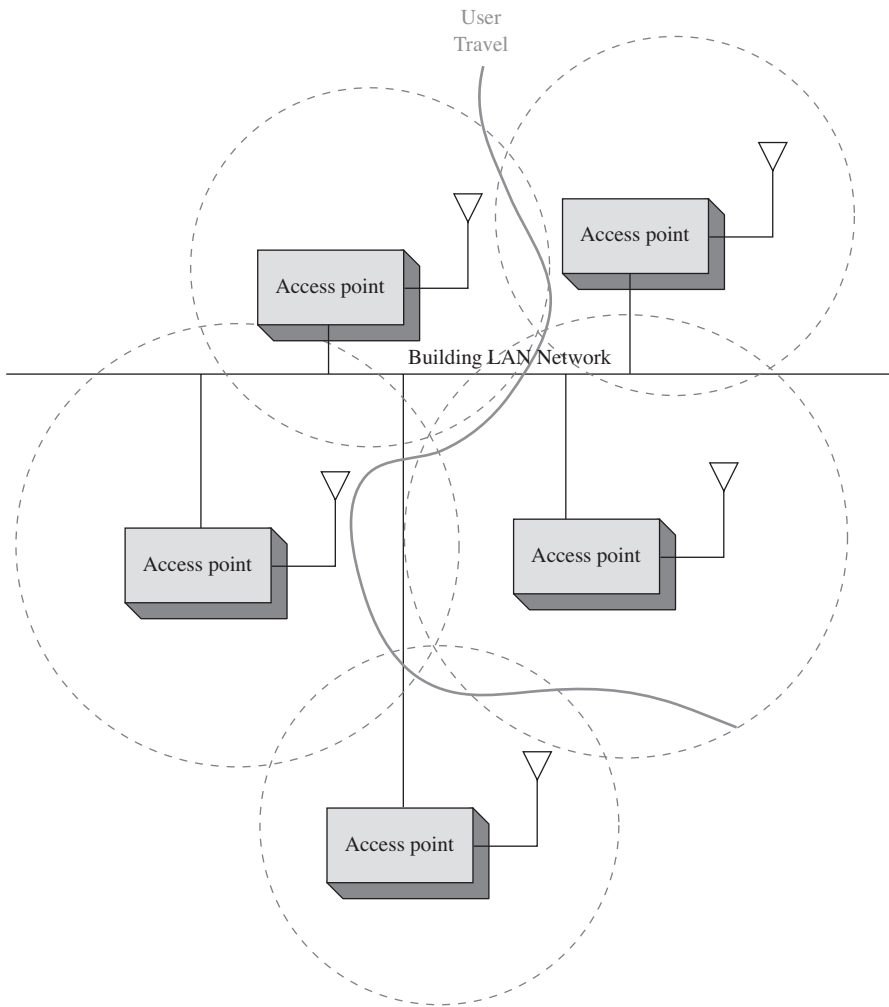 User
Travel
Access point
Access point
Building LAN Network
Access point
Access point
Access point